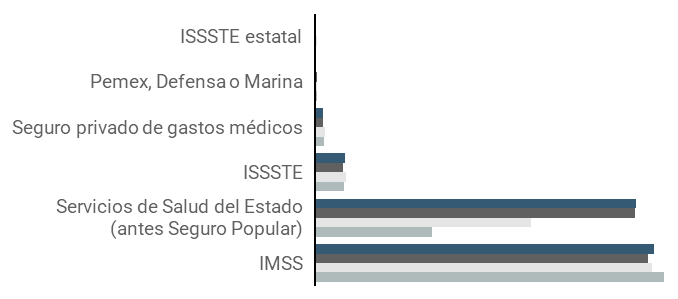 ISSSTE estatal
Pemex, Defensa o Marina
Seguro privado de gastos médicos
ISSSTE
Servicios de Salud del Estado
(antes Seguro Popular)
IMSS